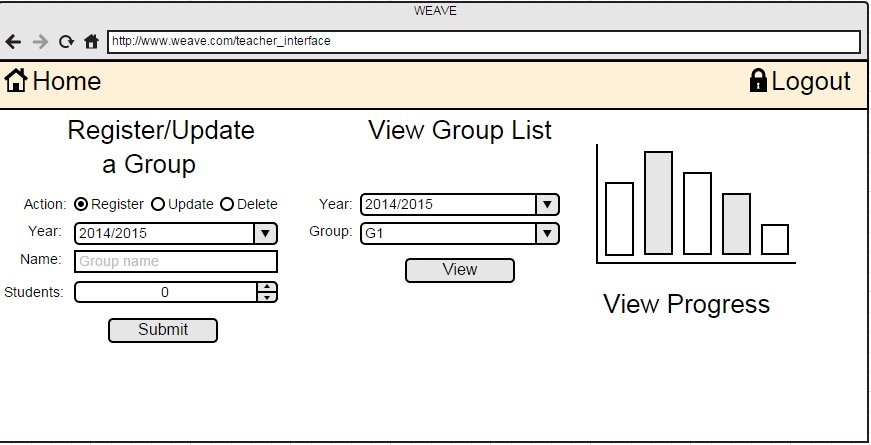 WEAVE
http://www.weave.com/teacher_interface
Home
Logout
Register/Update
a Group
Action: Register Update Delete
Year: 2014/2015
Name: Group name
Students: 0
Submit
View Group List
Year: 2014/2015
Group: G1
View
View Progress